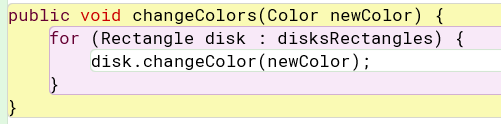 public void changeColors(Color newColor) {
    for (Rectangle disk : disksRectangles) {
        disk.changeColor(newColor);
    }
}